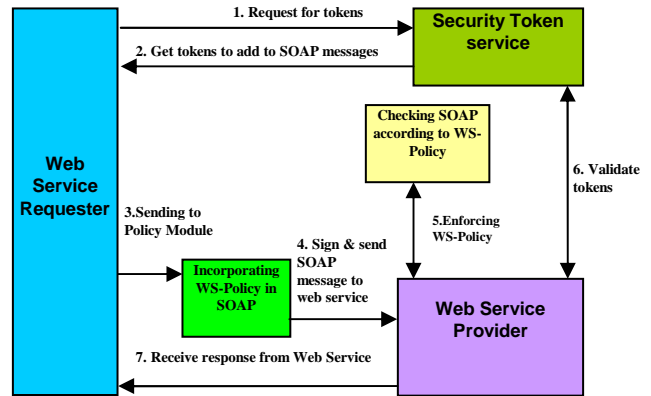 1. Request for tokens
Security Token
service
2. Get tokens to add to SOAP messages
Checking SOAP
according to WS-
Policy
Web
Service
Requester
6. Validate
tokens
3.Sending to
Policy Module
5.Enforcing
WS-Policy
4. Sign & send
SOAP
message to
web service
Incorporating
WS-Policy in
SOAP
Web Service
Provider
7. Receive response from Web Service